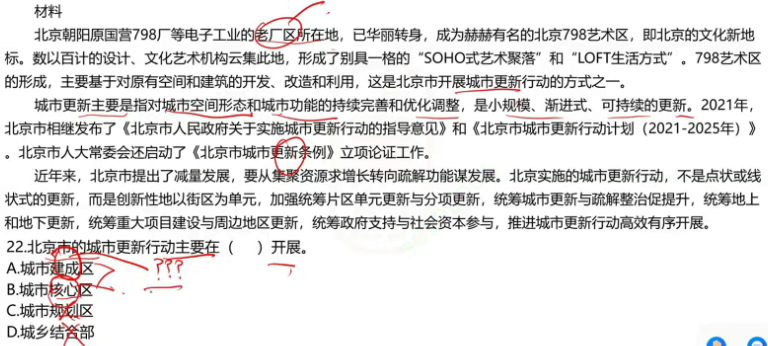 材料
北京朝阳原国营798厂等电子工业的老厂区所在地，已华丽转身，成为赫赫有名的北京798艺术区，即北京的文化新地
标。数以百计的设计、文化艺术机构云集此地，形成了别具一格的“SOHO式艺术聚落”和“LOFT生活方式”。798艺术区
的形成，主要基于对原有空间和建筑的开发、改造和利用，这是北京市开展城市更新行动的方式之一。
城市更新主要是指对城市空间形态和城市功能的持续完善和优化调整，是小规模、渐进式、可持续的更新。2021年，
北京市相继发布了《北京市人民政府关于实施城市更新行动的指导意见》和《北京市城市更新行动计划（2021-2025年）》
。北京市人大常委会还启动了《北京市城市更新条例》立项论证工作。
近年来，北京市提出了减量发展，要从集聚资源求增长转向疏解功能谋发展。北京实施的城市更新行动，不是点状或线
状式的更新，而是创新性地以街区为单元，加强统筹片区单元更新与分项更新，统筹城市更新与疏解整治促提升，统筹地上
和地下更新，统筹重大项目建设与周边地区更新，统筹政府支持与社会资本参与，推进城市更新行动高效有序开展。
22.北京市的城市更新行动主要在（　）开展。
A.城市建成区
???
B.城市核心区
C.城市规划区
D.城乡结合部